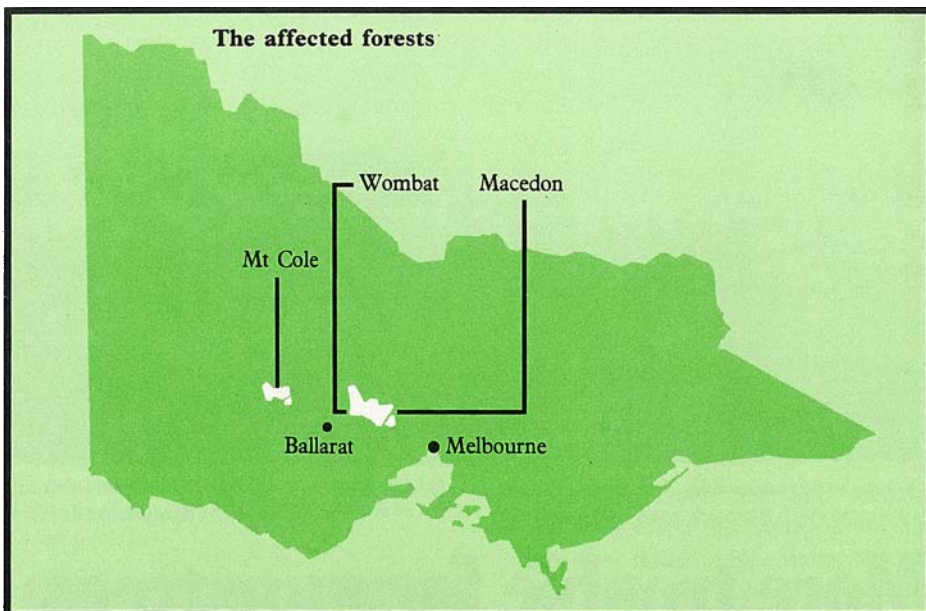 The affected forests
Wombat
Macedon
Mt Cole
Ballarat
Melbourne